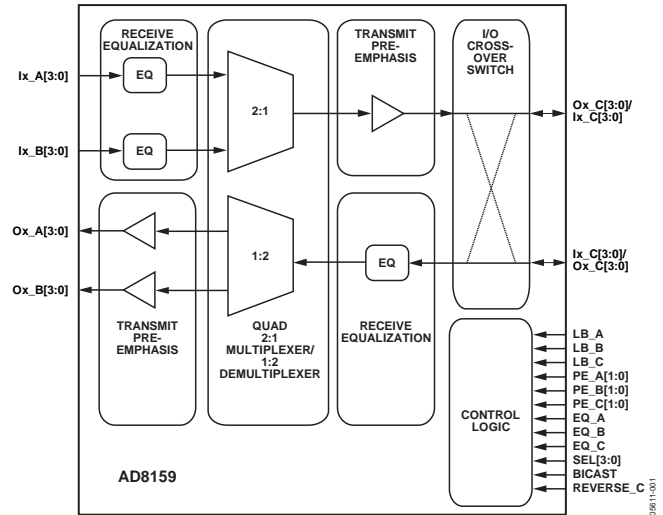 RECEIVE
EQUALIZATION
TRANSMIT
PRE-
EMPHASIS
I/O
CROSS-
OVER
SWITCH
Ix_A[3:0]
EQ
2:1
Ox_C[3:0]/
Ix_C[3:0]
Ix_B[3:0]
EQ
Ox_A[3:0]
1:2
EQ
Ix_C[3:0]/
Ox_C[3:0]
Ox_B[3:0]
TRANSMIT
PRE-
EMPHASIS
QUAD
2:1
MULTIPLEXER/
1:2
DEMULTIPLEXER
RECEIVE
EQUALIZATION
CONTROL
LOGIC
LB_A
LB_B
LB_C
PE_A[1:0]
PE_B[1:0]
PE_C[1:0]
EQ_A
EQ_B
EQ_C
SEL[3:0]
BICAST
REVERSE_C
AD8159
05611-001